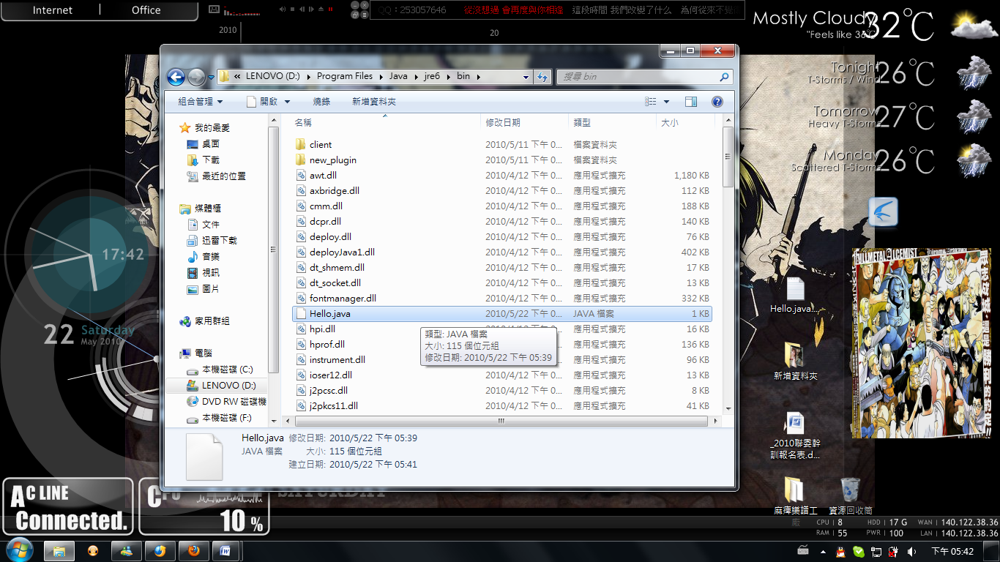 Internet
Office
QQ : 253057646 從沒想過 會再度與你相逢 這段時間 我們改變了什么
2010
20
Mostly Cloudy 32°C
"Feels like 36°C
Tonight 26°C
T-Storms / Wind
Tomorrow 27°C
Heavy T-Storms
Monday 26°C
Scattered T-Storms
« LENOVO (D:) ▸ Program Files ▸ Java ▸ jre6 ▸ bin ▸
搜尋 bin
組合管理 開啟 燒錄 新增資料夾
我的最愛
桌面
下載
最近的位置
媒體櫃
文件
迅雷下載
音樂
視訊
圖片
家用群組
電腦
本機磁碟 (C:)
LENOVO (D:)
DVD RW 磁碟機
本機磁碟 (F:)
名稱 修改日期 類型 大小
client 2010/5/11 下午 0... 檔案資料夾
new_plugin 2010/5/11 下午 0... 檔案資料夾
awt.dll 2010/4/12 下午 0... 應用程式擴充 1,180 KB
axbridge.dll 2010/4/12 下午 0... 應用程式擴充 112 KB
cmm.dll 2010/4/12 下午 0... 應用程式擴充 188 KB
dcpr.dll 2010/4/12 下午 0... 應用程式擴充 140 KB
deploy.dll 2010/4/12 下午 0... 應用程式擴充 76 KB
deployJava1.dll 2010/4/12 下午 0... 應用程式擴充 402 KB
dt_shmem.dll 2010/4/12 下午 0... 應用程式擴充 17 KB
dt_socket.dll 2010/4/12 下午 0... 應用程式擴充 13 KB
fontmanager.dll 2010/4/12 下午 0... 應用程式擴充 332 KB
Hello.java 2010/5/22 下午 0... JAVA 檔案 1 KB
hpi.dll 2010/4/12 下午 0... 應用程式擴充 16 KB
hprof.dll 應用程式擴充 136 KB
instrument.dll 應用程式擴充 96 KB
ioser12.dll 2010/4/12 下午 0... 應用程式擴充 13 KB
j2pcsc.dll 2010/4/12 下午 0... 應用程式擴充 8 KB
j2pkcs11.dll 2010/4/12 下午 0... 應用程式擴充 41 KB
類型: JAVA 檔案
大小: 115 個位元組
修改日期: 2010/5/22 下午 05:39
Hello.java 修改日期: 2010/5/22 下午 05:39
JAVA 檔案 大小: 115 個位元組
建立日期: 2010/5/22 下午 05:41
17:42
22 Saturday
May 2010
AC LINE
Connected.
CPU
10 %
SATURDAY
FULLMETAL ALCHEMIST
Hello.java...
新增資料夾
_2010聯委幹
訓報名表.d...
麻痺樂譜工
廠
資源回收筒
CPU | 8 HDD | 17 G WAN | 140.122.38.36
RAM | 55 PWR | 100 LAN | 140.122.38.36
下午 05:42